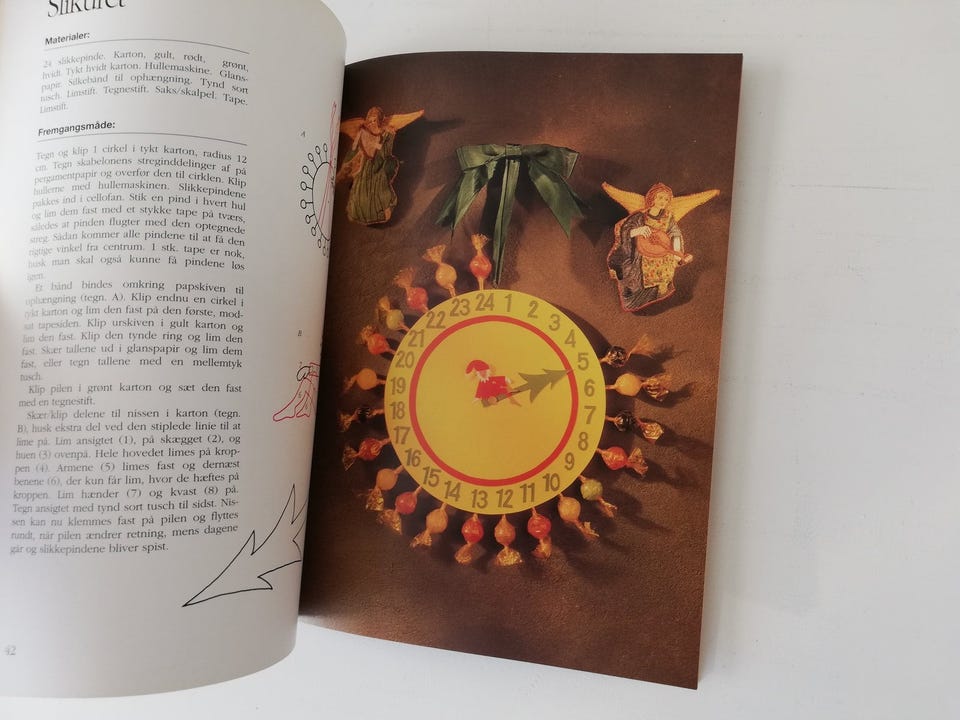 Slikuret
Materialer:
24 slikkepinde. Karton, gult, rødt, grønt,
hvidt. Tykt hvidt karton. Hullemaskine. Glans-
papir. Silkebånd til ophængning. Tynd sort
tusch. Limstift. Tegnestift. Saks/skalpel. Tape.
Limstift.
Fremgangsmåde:
Tegn og klip 1 cirkel i tykt karton, radius 12
cm. Tegn skabelonens streginddelinger af på
pergamentpapir og overfør den til cirklen. Klip
hullerne med hullemaskinen. Slikkepindene
pakkes ind i cellofan. Stik en pind i hvert hul
og lim dem fast med et stykke tape på tværs,
således at pinden flugter med den optegnede
streg. Sådan kommer alle pindene til at få den
rigtige vinkel fra centrum. 1 stk. tape er nok,
husk man skal også kunne få pindene løs
igen.
Et bånd bindes omkring papskiven til
ophængning (tegn. A). Klip endnu en cirkel i
tykt karton og lim den fast på den første, mod-
sat tapesiden. Klip urskiven i gult karton og
lim den fast. Klip den tynde ring og lim den
fast. Skær tallene ud i glanspapir og lim dem
fast, eller tegn tallene med en mellemtyk
tusch.
Klip pilen i grønt karton og sæt den fast
med en tegnestift.
Skær/klip delene til nissen i karton (tegn.
B), husk ekstra del ved den stiplede linie til at
lime på. Lim ansigtet (1), på skægget (2), og
huen (3) ovenpå. Hele hovedet limes på krop-
pen (4). Armene (5) limes fast og dernæst
benene (6), der kun får lim, hvor de hæftes på
kroppen. Lim hænder (7) og kvast (8) på.
Tegn ansigtet med tynd sort tusch til sidst. Nis-
sen kan nu klemmes fast på pilen og flyttes
rundt, når pilen ændrer retning, mens dagene
går og slikkepindene bliver spist.
42
A
B
1
2
3
4
5
6
7
8
9
10
11
12
13
14
15
16
17
18
19
20
21
22
23
24